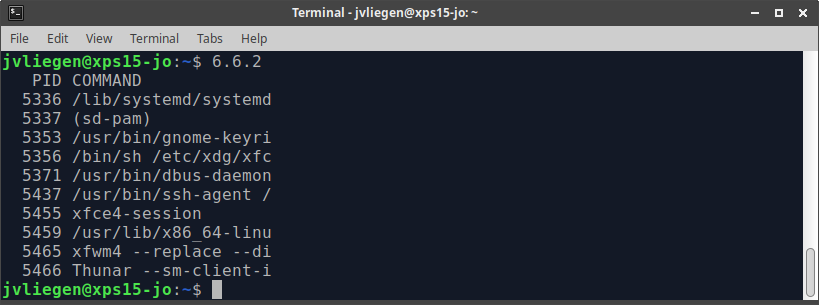 Terminal - jvliegen@xps15-jo: ~
File Edit View Terminal Tabs Help
jvliegen@xps15-jo:~$ 6.6.2
PID COMMAND
5336 /lib/systemd/systemd
5337 (sd-pam)
5353 /usr/bin/gnome-keyri
5356 /bin/sh /etc/xdg/xfc
5371 /usr/bin/dbus-daemon
5437 /usr/bin/ssh-agent /
5455 xfce4-session
5459 /usr/lib/x86_64-linu
5465 xfwm4 --replace --di
5466 Thunar --sm-client-i
jvliegen@xps15-jo:~$